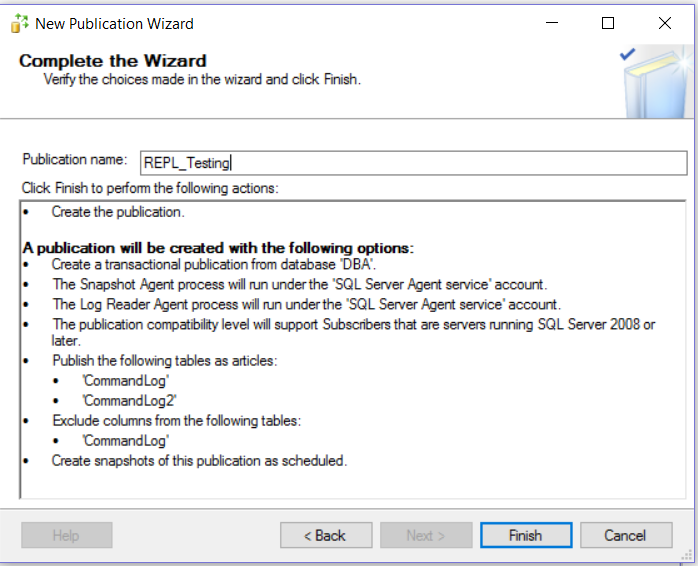 New Publication Wizard
Complete the Wizard
Verify the choices made in the wizard and click Finish.
Publication name: REPL_Testing
Click Finish to perform the following actions:
• Create the publication.
A publication will be created with the following options:
• Create a transactional publication from database 'DBA'.
• The Snapshot Agent process will run under the 'SQL Server Agent service' account.
• The Log Reader Agent process will run under the 'SQL Server Agent service' account.
• The publication compatibility level will support Subscribers that are servers running SQL Server 2008 or
later.
• Publish the following tables as articles:
• 'CommandLog'
• 'CommandLog2'
• Exclude columns from the following tables:
• 'CommandLog'
• Create snapshots of this publication as scheduled.
Help < Back Next > Finish Cancel